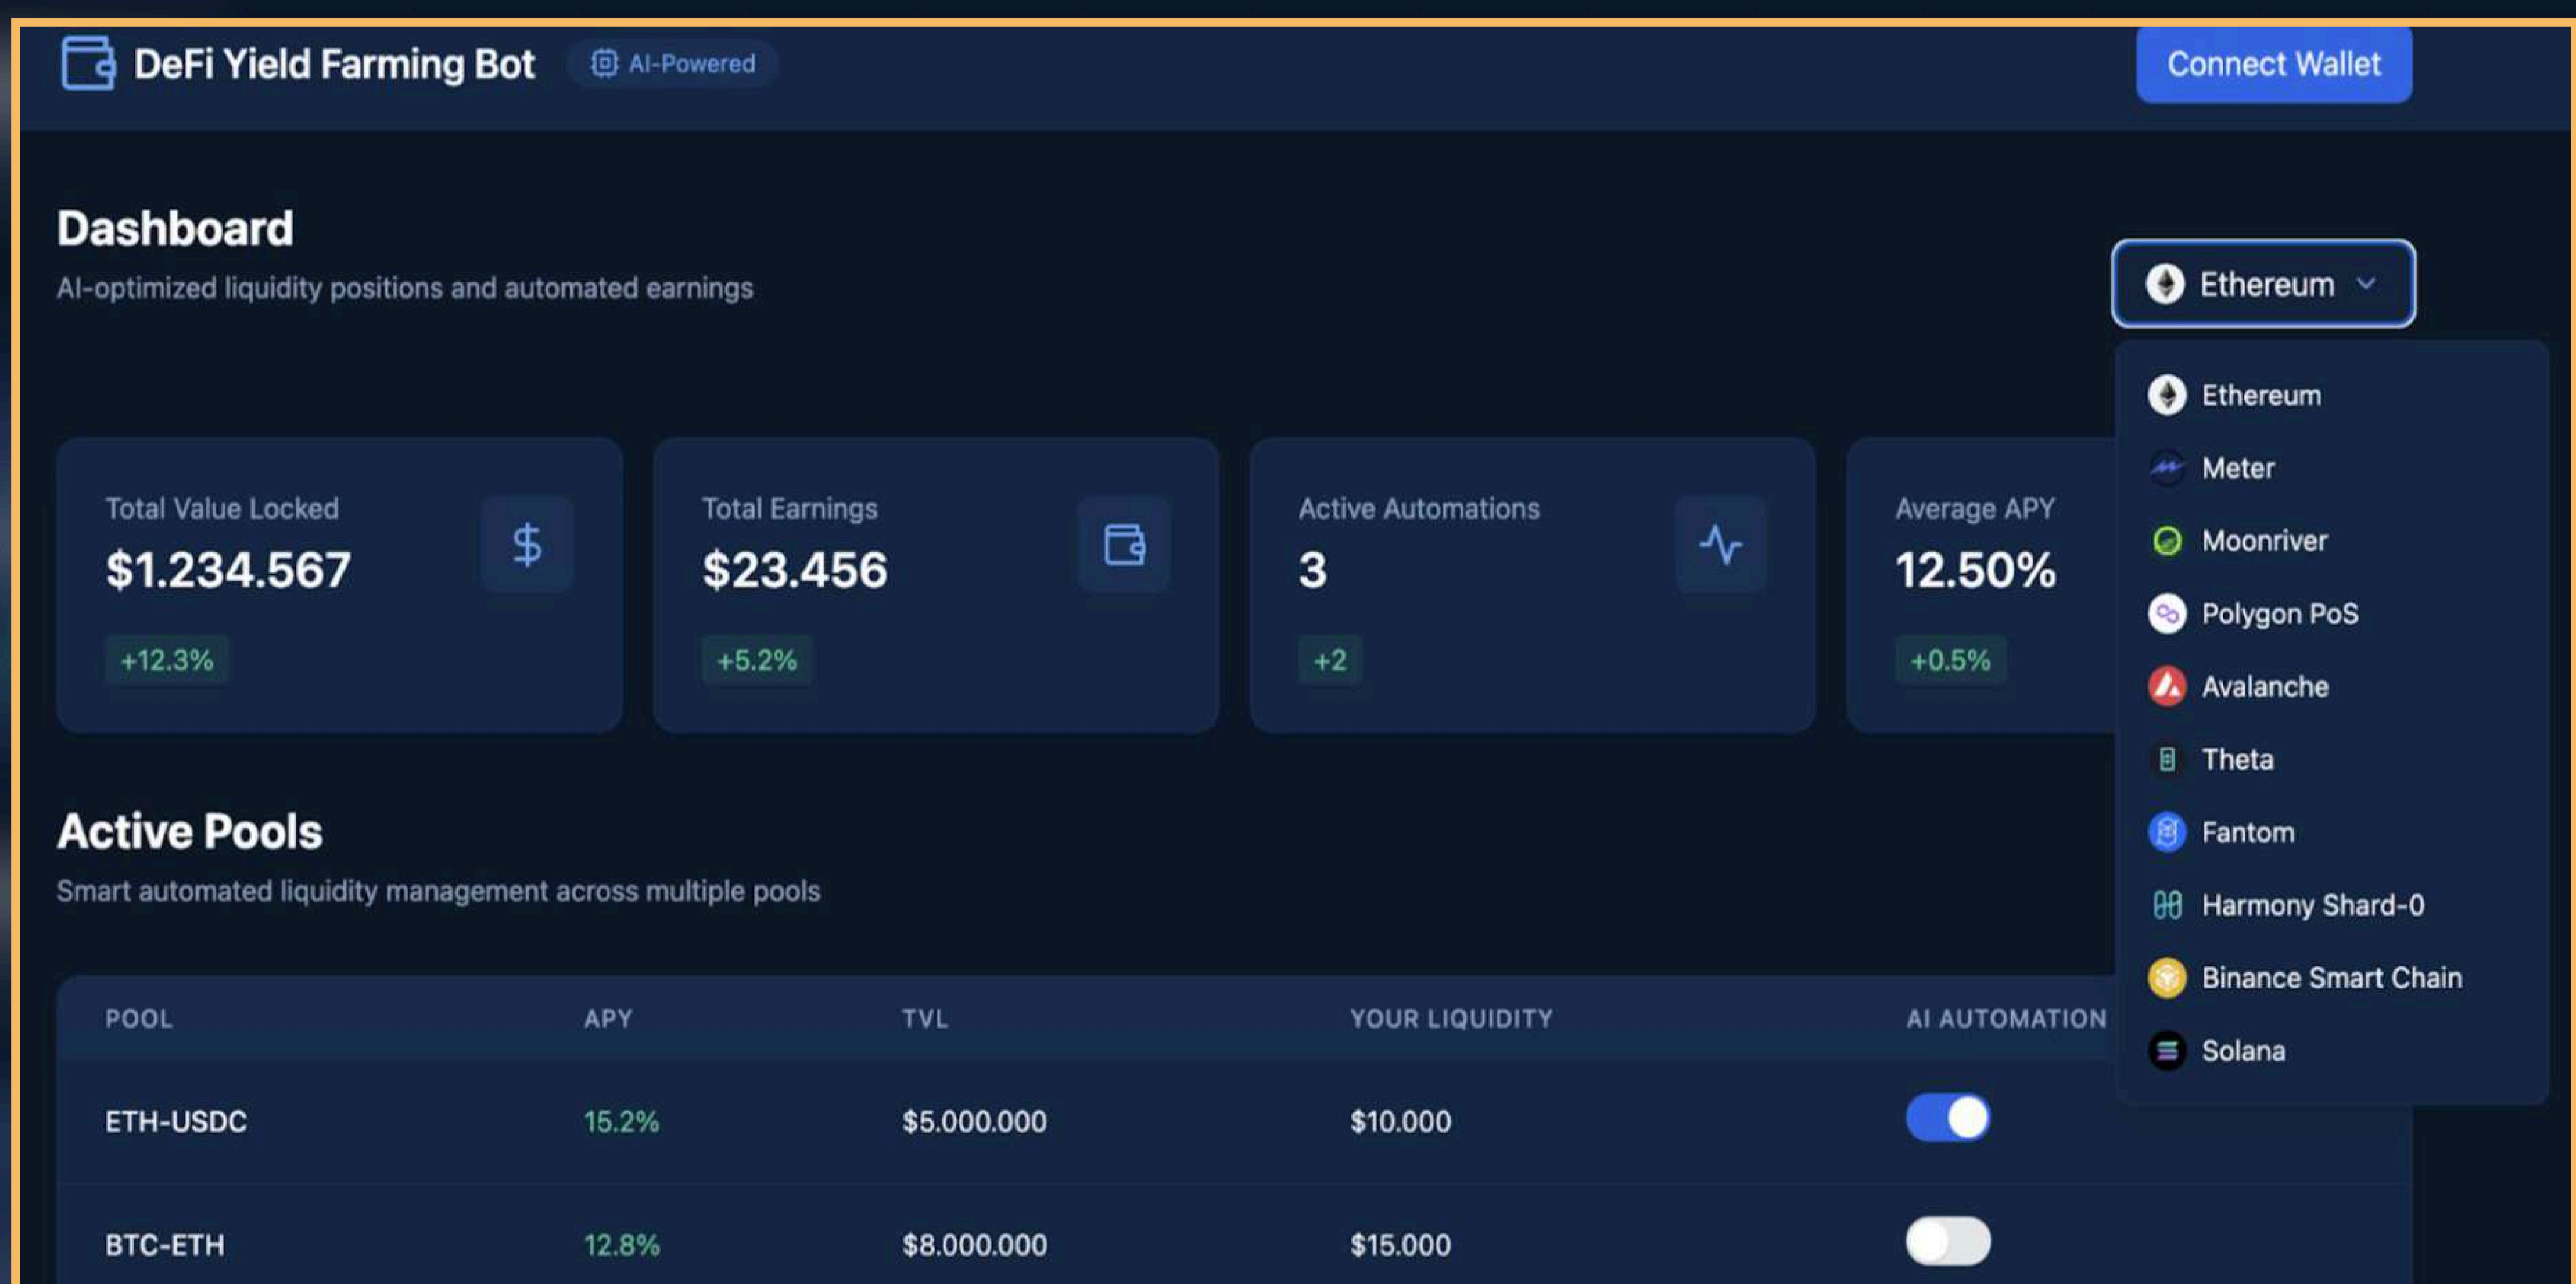 DeFi Yield Farming Bot AI-Powered Connect Wallet
Dashboard
AI-optimized liquidity positions and automated earnings
Ethereum
Ethereum
Meter
Moonriver
Polygon PoS
Avalanche
Theta
Fantom
Harmony Shard-0
Binance Smart Chain
Solana
Total Value Locked
$1.234.567
+12.3%
Total Earnings
$23.456
+5.2%
Active Automations
3
+2
Average APY
12.50%
+0.5%
Active Pools
Smart automated liquidity management across multiple pools
POOL APY TVL YOUR LIQUIDITY AI AUTOMATION
ETH-USDC 15.2% $5.000.000 $10.000
BTC-ETH 12.8% $8.000.000 $15.000